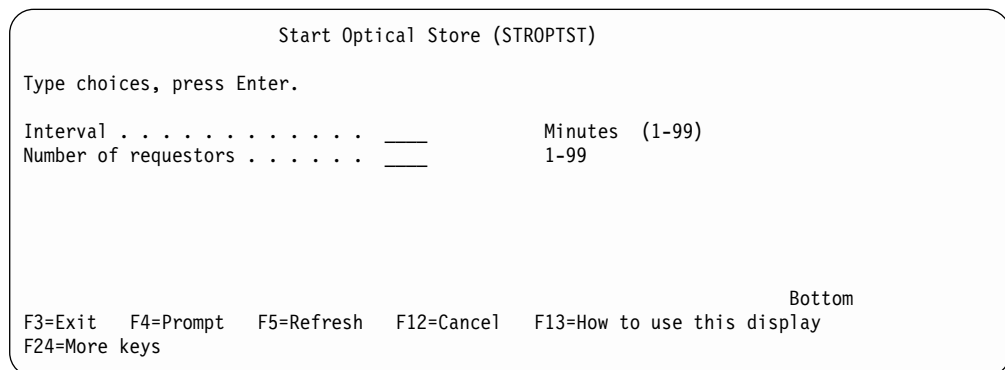 Start Optical Store (STROPTST)
Type choices, press Enter.
Interval . . . . . . . . . . . . ____ Minutes (1-99)
Number of requestors . . . . . . ____ 1-99
Bottom
F3=Exit F4=Prompt F5=Refresh F12=Cancel F13=How to use this display
F24=More keys